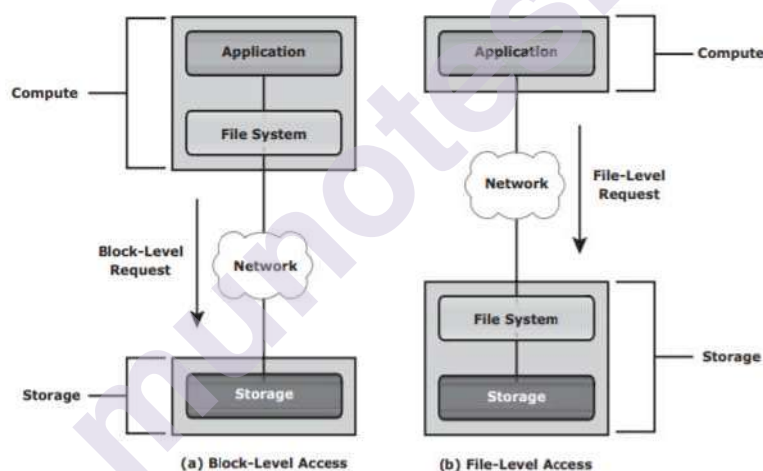 Application
Compute
File System
Block-Level
Request
Network
Storage
Storage
(a) Block-Level Access
Application
Compute
Network
File-Level
Request
File System
Storage
Storage
(b) File-Level Access
munotes